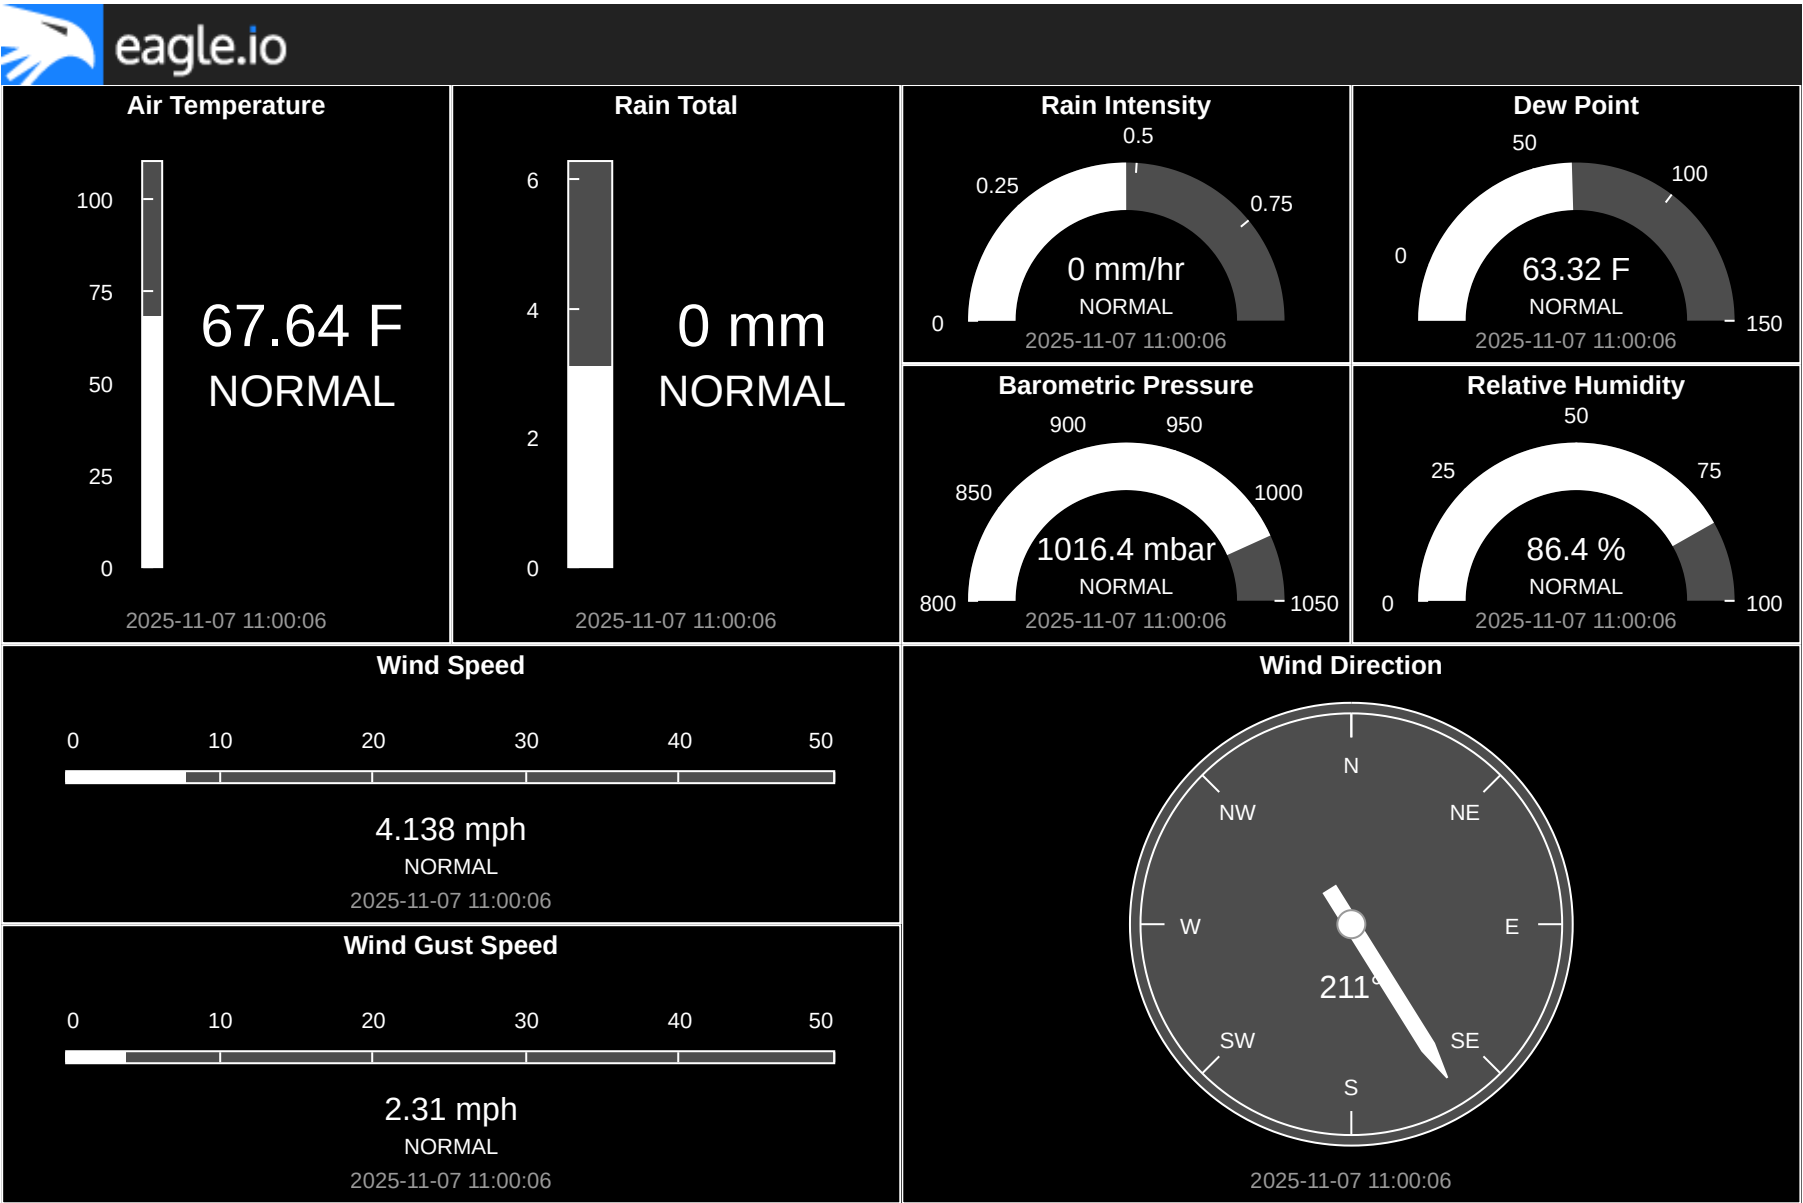 eagle.io
Air Temperature
100
75
50
25
0
67.64 F
NORMAL
2025-11-07 11:00:06
Rain Total
6
4
2
0
0 mm
NORMAL
2025-11-07 11:00:06
Rain Intensity
0.5
0.25
0.75
0
0 mm/hr
NORMAL
2025-11-07 11:00:06
Dew Point
50
100
0
150
63.32 F
NORMAL
2025-11-07 11:00:06
Barometric Pressure
900 950
850 1000
800 1050
1016.4 mbar
NORMAL
2025-11-07 11:00:06
Relative Humidity
50
25 75
0 100
86.4 %
NORMAL
2025-11-07 11:00:06
Wind Speed
0 10 20 30 40 50
4.138 mph
NORMAL
2025-11-07 11:00:06
Wind Gust Speed
0 10 20 30 40 50
2.31 mph
NORMAL
2025-11-07 11:00:06
Wind Direction
N
NW NE
W E
211°
SW SE
S
2025-11-07 11:00:06